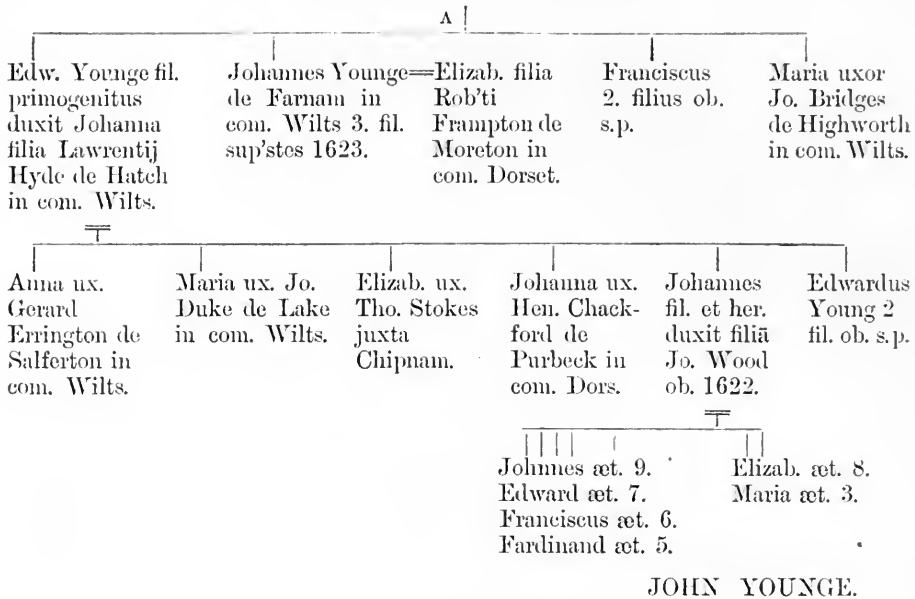 A
Edw. Younge fil.
primogenitus
duxit Johanna
filia Lawrentij
Hyde de Hatch
in com. Wilts.
Johannes Younge=
de Farnam in
com. Wilts 3. fil.
sup'stes 1623.
Elizab. filia
Rob'ti
Frampton de
Moreton in
com. Dorset.
Franciscus
2. filius ob.
s.p.
Maria uxor
Jo. Bridges
de Highworth
in com. Wilts.
Anna ux.
Gerard
Errington de
Salferton in
com. Wilts.
Maria ux. Jo.
Duke de Lake
in com. Wilts.
Elizab. ux.
Tho. Stokes
juxta
Chipnam.
Johanna ux.
Hen. Chack-
ford de
Purbeck in
com. Dors.
Johannes
fil. et her.
duxit filiā
Jo. Wood
ob. 1622.
Edwardus
Young 2
fil. ob. s.p.
Johnnes æt. 9.
Edward æt. 7.
Franciscus æt. 6.
Fardinand æt. 5.
Elizab. æt. 8.
Maria æt. 3.
JOHN YOUNGE.